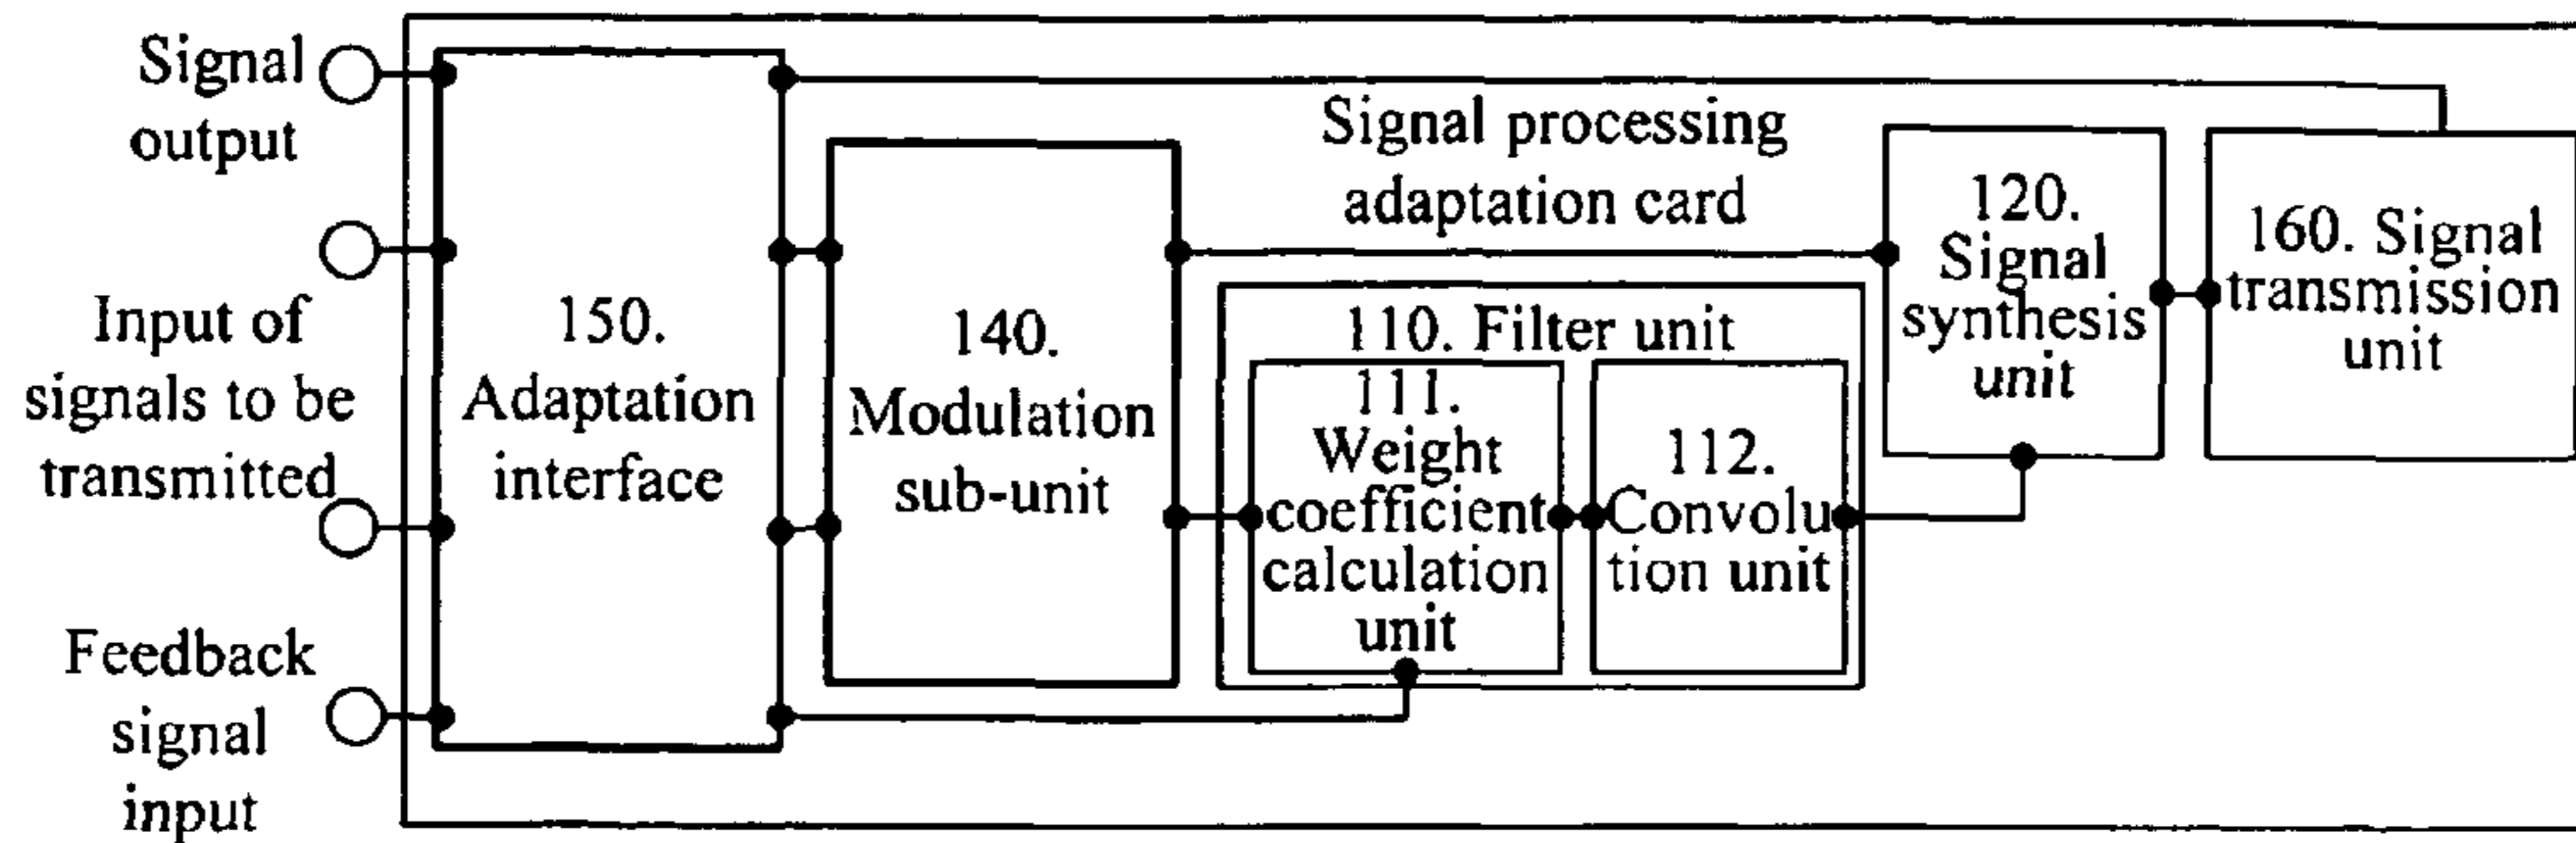 Signal
output
Input of
signals to be
transmitted
Feedback
signal
input
150.
Adaptation
interface
140.
Modulation
sub-unit
Signal processing
adaptation card
110. Filter unit
111.
Weight
coefficient
calculation
unit
112.
Convolu
tion unit
120.
Signal
synthesis
unit
160. Signal
transmission
unit